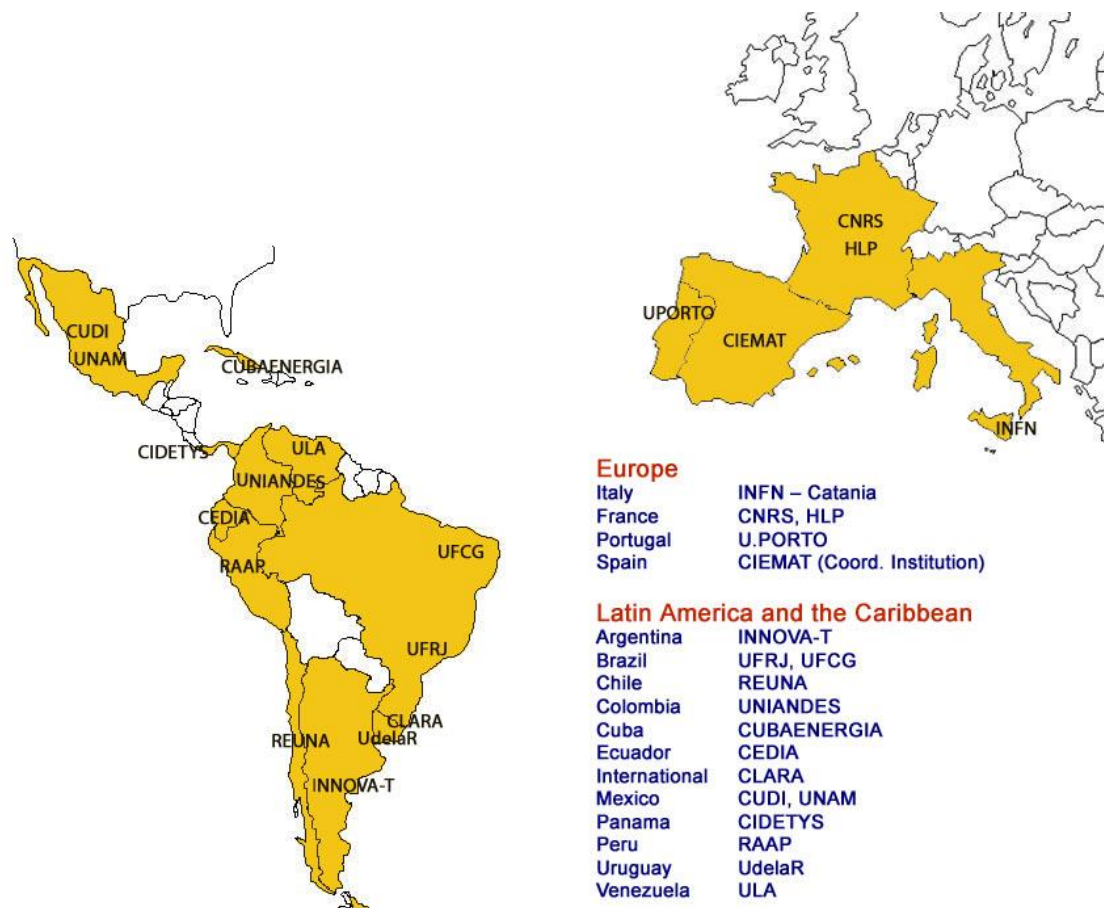 CNRS
HLP
UPORTO
CIEMAT
INFN
CUDI
UNAM
CUBAENERGIA
CIDETYS
ULA
UNIANDES
CEDIA
RAAP
UFCG
UFRJ
CLARA
UdelaR
REUNA
INNOVA-T
Europe
Italy INFN – Catania
France CNRS, HLP
Portugal U.PORTO
Spain CIEMAT (Coord. Institution)
Latin America and the Caribbean
Argentina INNOVA-T
Brazil UFRJ, UFCG
Chile REUNA
Colombia UNIANDES
Cuba CUBAENERGIA
Ecuador CEDIA
International CLARA
Mexico CUDI, UNAM
Panama CIDETYS
Peru RAAP
Uruguay UdelaR
Venezuela ULA